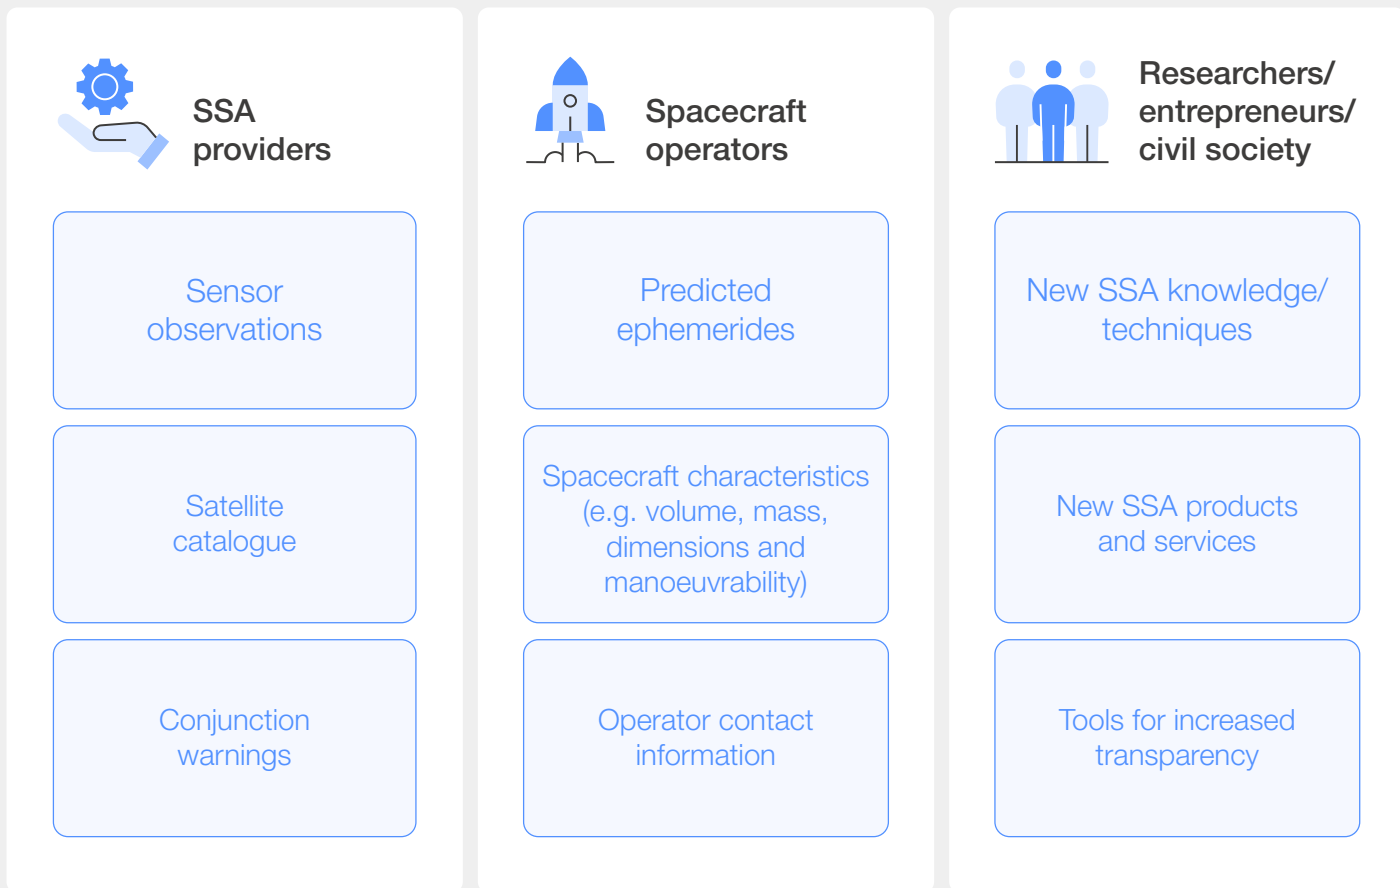 SSA
providers
Sensor
observations
Satellite
catalogue
Conjunction
warnings
Spacecraft
operators
Predicted
ephemerides
Spacecraft characteristics
(e.g. volume, mass,
dimensions and
manoeuvrability)
Operator contact
information
Researchers/
entrepreneurs/
civil society
New SSA knowledge/
techniques
New SSA products
and services
Tools for increased
transparency